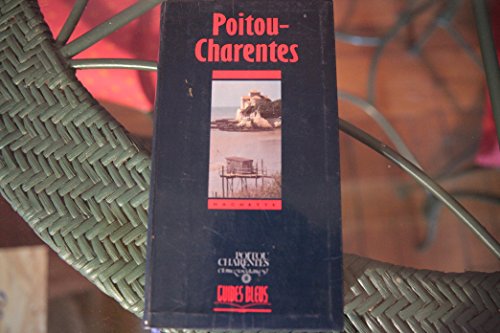 Poitou-
Charentes
HACHETTE
POITOU
CHARENTES
GUIDES BLEUS